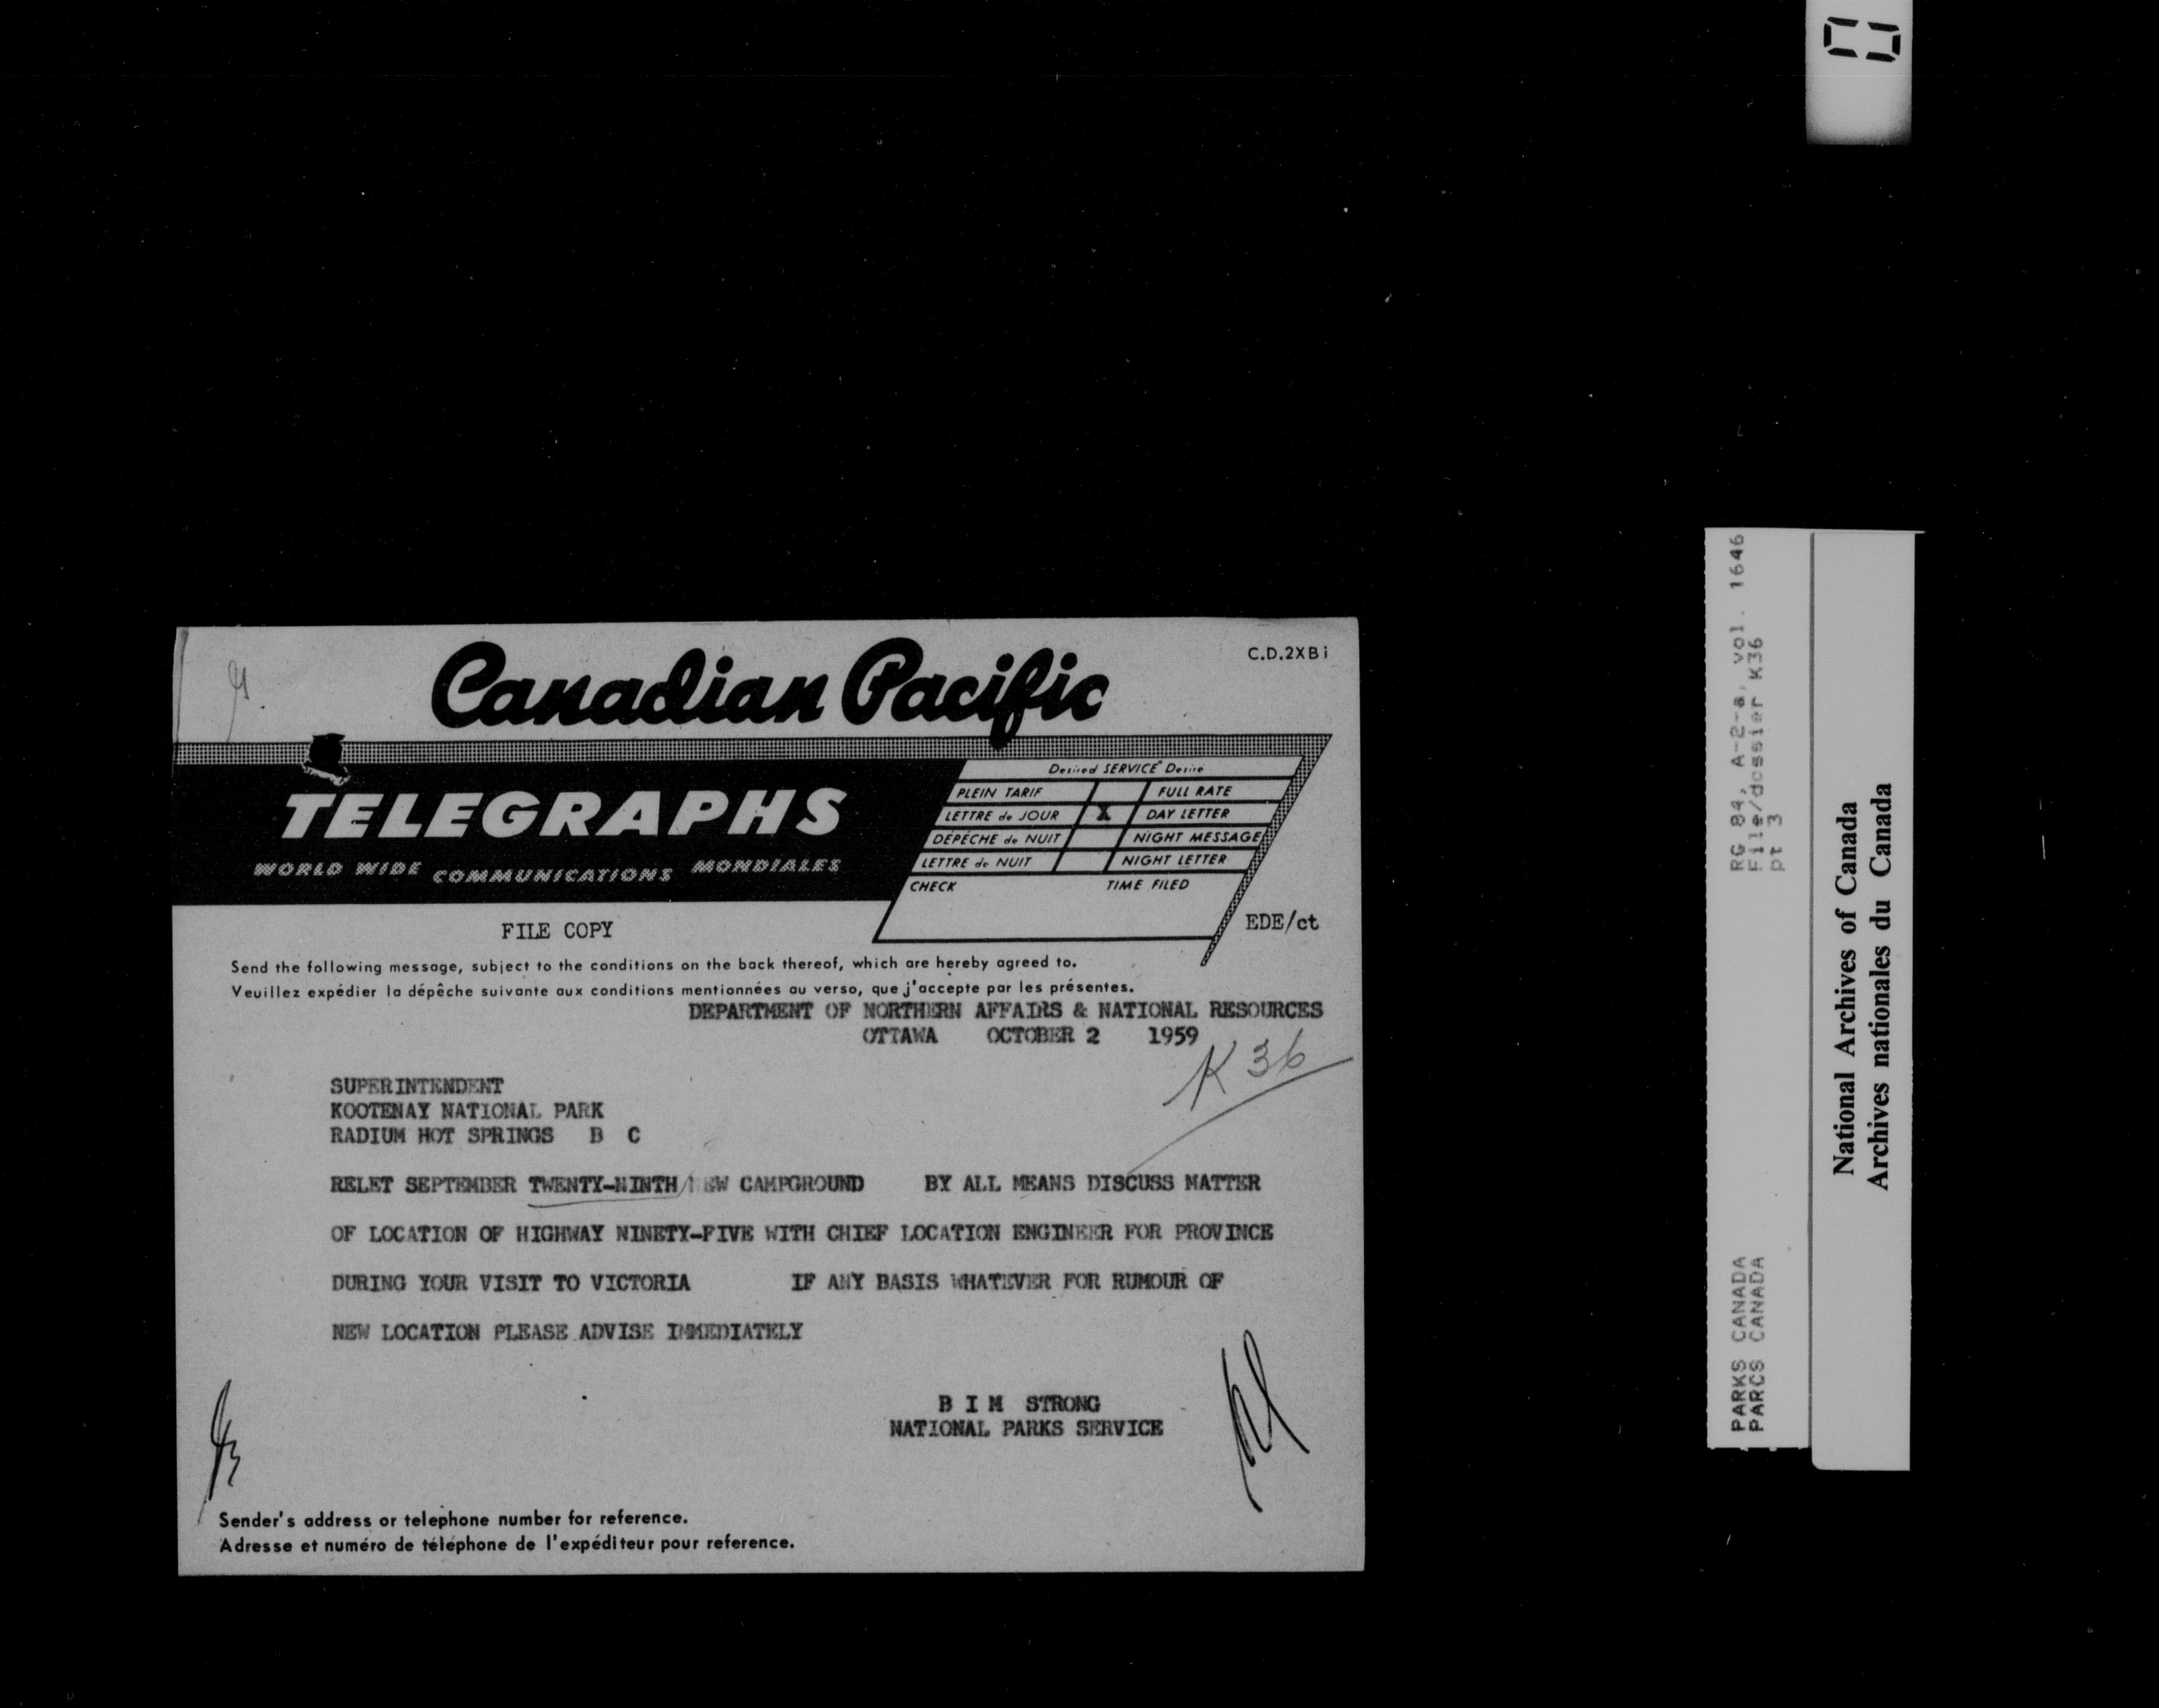 Canadian Pacific
C.D.2XBi
TELEGRAPHS
WORLD WIDE COMMUNICATIONS MONDIALES
Desired SERVICE Désiré
PLEIN TARIF FULL RATE
LETTRE de JOUR X DAY LETTER
DÉPÊCHE de NUIT NIGHT MESSAGE
LETTRE de NUIT NIGHT LETTER
CHECK TIME FILED
FILE COPY
EDE/ct
Send the following message, subject to the conditions on the back thereof, which are hereby agreed to.
Veuillez expédier la dépêche suivante aux conditions mentionnées au verso, que j'accepte par les présentes.
DEPARTMENT OF NORTHERN AFFAIRS & NATIONAL RESOURCES
OTTAWA OCTOBER 2 1959
K 36
SUPERINTENDENT
KOOTENAY NATIONAL PARK
RADIUM HOT SPRINGS B C
RELET SEPTEMBER TWENTY-NINTH/NEW CAMPGROUND BY ALL MEANS DISCUSS MATTER
OF LOCATION OF HIGHWAY NINETY-FIVE WITH CHIEF LOCATION ENGINEER FOR PROVINCE
DURING YOUR VISIT TO VICTORIA IF ANY BASIS WHATEVER FOR RUMOUR OF
NEW LOCATION PLEASE ADVISE IMMEDIATELY
B I M STRONG
NATIONAL PARKS SERVICE
Sender's address or telephone number for reference.
Adresse et numéro de téléphone de l'expéditeur pour reference.
PARKS CANADA RG 84, A-2-a, vol. 1646
PARCS CANADA File/dossier K36
pt 3
National Archives of Canada
Archives nationales du Canada